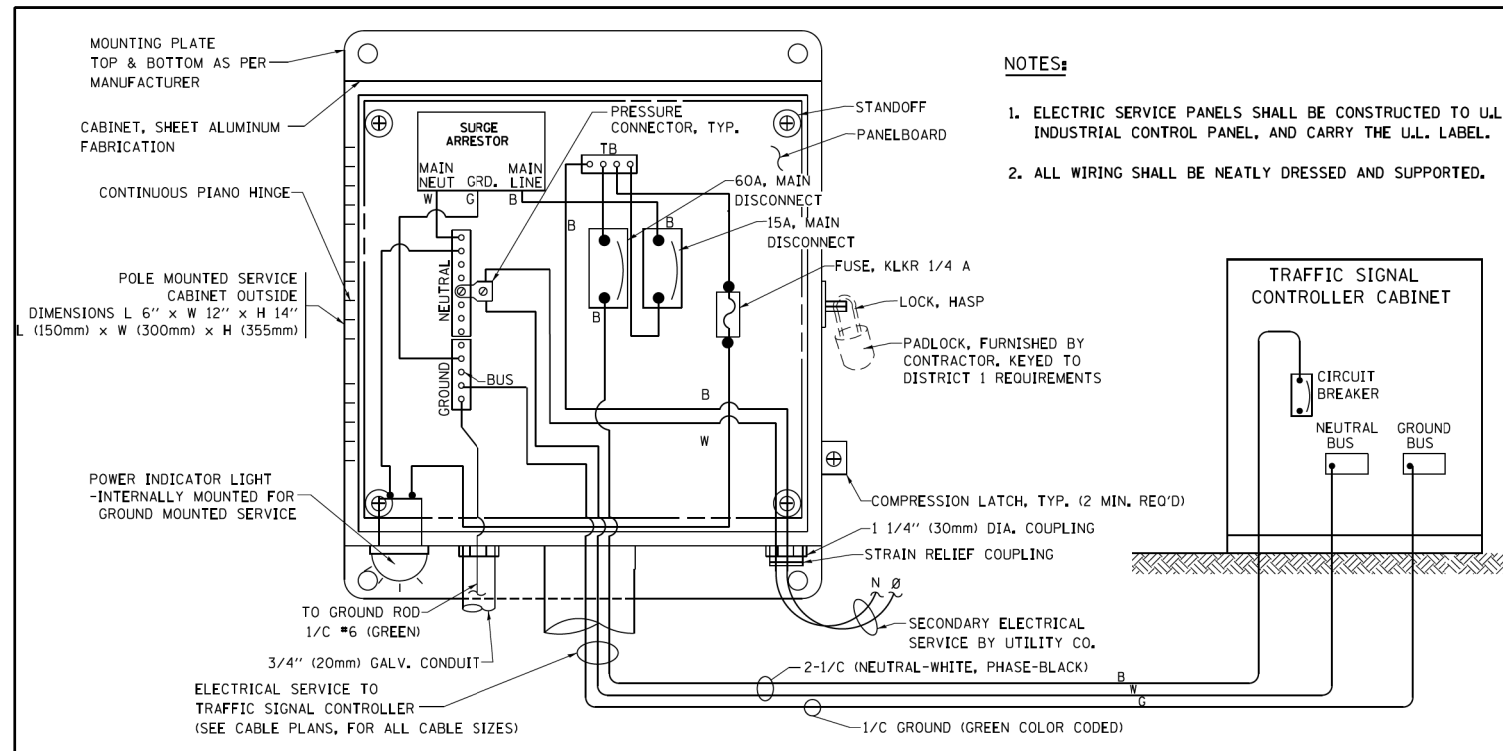 MOUNTING PLATE
TOP & BOTTOM AS PER
MANUFACTURER
CABINET, SHEET ALUMINUM
FABRICATION
CONTINUOUS PIANO HINGE
POLE MOUNTED SERVICE
CABINET OUTSIDE
DIMENSIONS L 6" x W 12" x H 14"
L (150mm) x W (300mm) x H (355mm)
POWER INDICATOR LIGHT
-INTERNALLY MOUNTED FOR
GROUND MOUNTED SERVICE
SURGE
ARRESTOR
MAIN
NEUT
GRD.
MAIN
LINE
W
G
B
PRESSURE
CONNECTOR, TYP.
TB
STANDOFF
PANELBOARD
60A, MAIN
DISCONNECT
15A, MAIN
DISCONNECT
B
B
B
NEUTRAL
GROUND
BUS
FUSE, KLKR 1/4 A
LOCK, HASP
PADLOCK, FURNISHED BY
CONTRACTOR. KEYED TO
DISTRICT 1 REQUIREMENTS
B
W
COMPRESSION LATCH, TYP. (2 MIN. REQ'D)
1 1/4" (30mm) DIA. COUPLING
STRAIN RELIEF COUPLING
N Ø
SECONDARY ELECTRICAL
SERVICE BY UTILITY CO.
TO GROUND ROD
1/C #6 (GREEN)
3/4" (20mm) GALV. CONDUIT
ELECTRICAL SERVICE TO
TRAFFIC SIGNAL CONTROLLER
(SEE CABLE PLANS, FOR ALL CABLE SIZES)
2-1/C (NEUTRAL-WHITE, PHASE-BLACK)
B
W
G
1/C GROUND (GREEN COLOR CODED)
NOTES:
1. ELECTRIC SERVICE PANELS SHALL BE CONSTRUCTED TO U.L
INDUSTRIAL CONTROL PANEL, AND CARRY THE U.L. LABEL.
2. ALL WIRING SHALL BE NEATLY DRESSED AND SUPPORTED.
TRAFFIC SIGNAL
CONTROLLER CABINET
CIRCUIT
BREAKER
NEUTRAL
BUS
GROUND
BUS